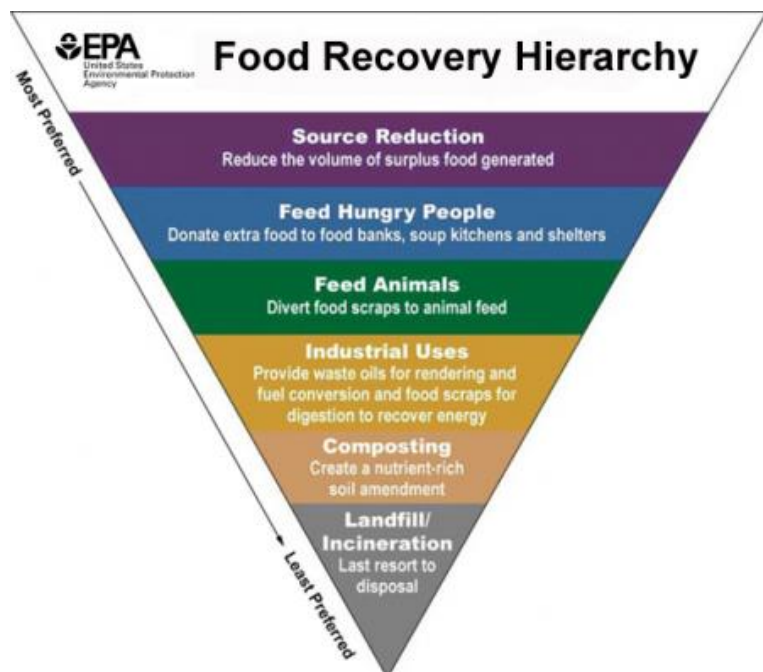 EPA
United States
Environmental Protection
Agency
Food Recovery Hierarchy
Most Preferred
Source Reduction
Reduce the volume of surplus food generated
Feed Hungry People
Donate extra food to food banks, soup kitchens and shelters
Feed Animals
Divert food scraps to animal feed
Industrial Uses
Provide waste oils for rendering and
fuel conversion and food scraps for
digestion to recover energy
Composting
Create a nutrient-rich
soil amendment
Landfill/
Incineration
Last resort to
disposal
Least Preferred